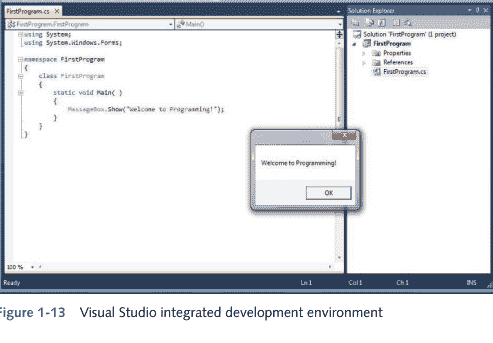 FirstProgram.cs
Solution Explorer
FirstProgram.FirstProgram
Main()
using System;
using System.Windows.Forms;
namespace FirstProgram
{
class FirstProgram
{
static void Main( )
{
MessageBox.Show("Welcome to Programming!");
}
}
}
Solution 'FirstProgram' (1 project)
FirstProgram
Properties
References
FirstProgram.cs
Welcome to Programming!
OK
100 %
Ready
Ln 1
Col 1
Ch 1
INS
Figure 1-13 Visual Studio integrated development environment